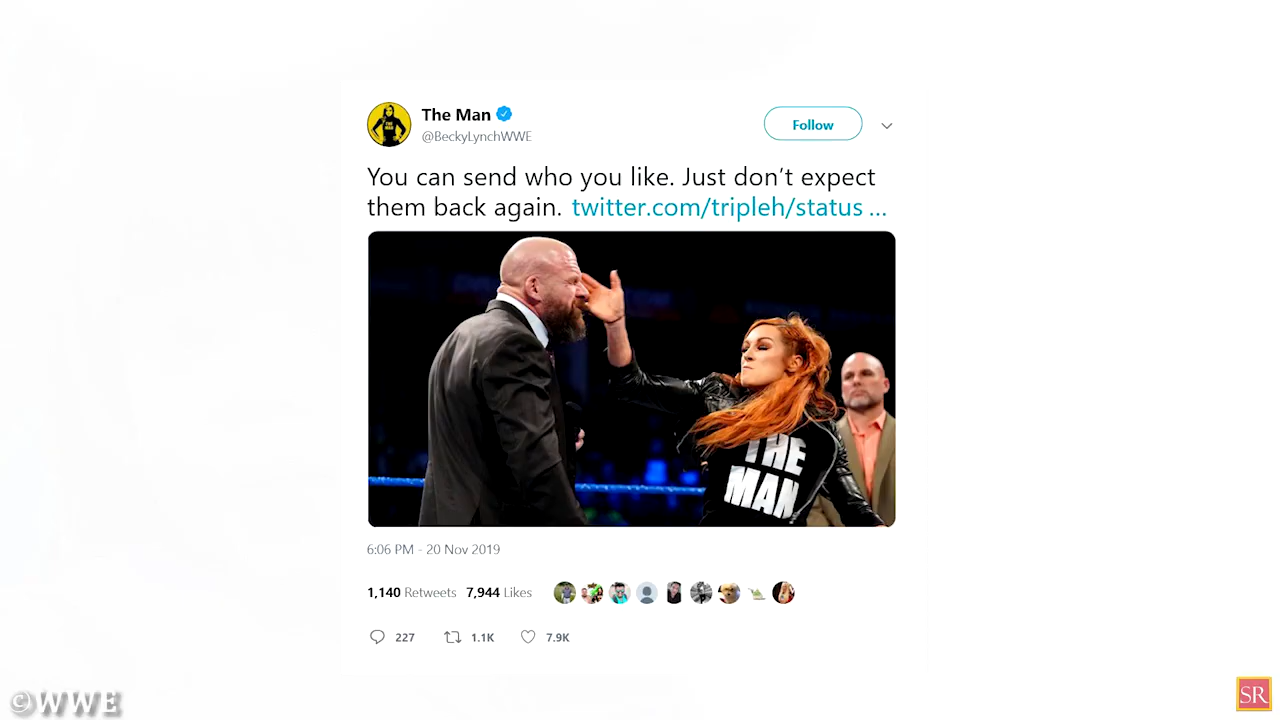 The Man
@BeckyLynchWWE
Follow
You can send who you like. Just don’t expect
them back again. twitter.com/tripleh/status ...
THE
MAN
6:06 PM - 20 Nov 2019
1,140 Retweets 7,944 Likes
227 1.1K 7.9K
©WWE
SR